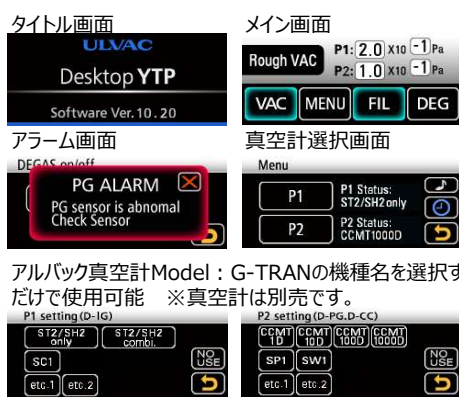 タイトル画面
メイン画面
ULVAC
Desktop YTP
Software Ver.10.20
Rough VAC
P1: 2.0 X10 -1 Pa
P2: 1.0 X10 -1 Pa
VAC MENU FIL DEG
アラーム画面
真空計選択画面
DEGAS on/off
PG ALARM
PG sensor is abnomal
Check Sensor
Menu
P1
P1 Status:
ST2/SH2 only
P2
P2 Status:
CCMT1000D
アルバック真空計Model：G-TRANの機種名を選択す
だけで使用可能　※真空計は別売です。
P1 setting(D-IG)
ST2/SH2 only
ST2/SH2 combi.
SC1
NO USE
etc.1 etc.2
P2 setting(D-PG.D-CC)
CCMT 1D
CCMT 10D
CCMT 100D
CCMT 1000D
SP1 SW1
NO USE
etc.1 etc.2